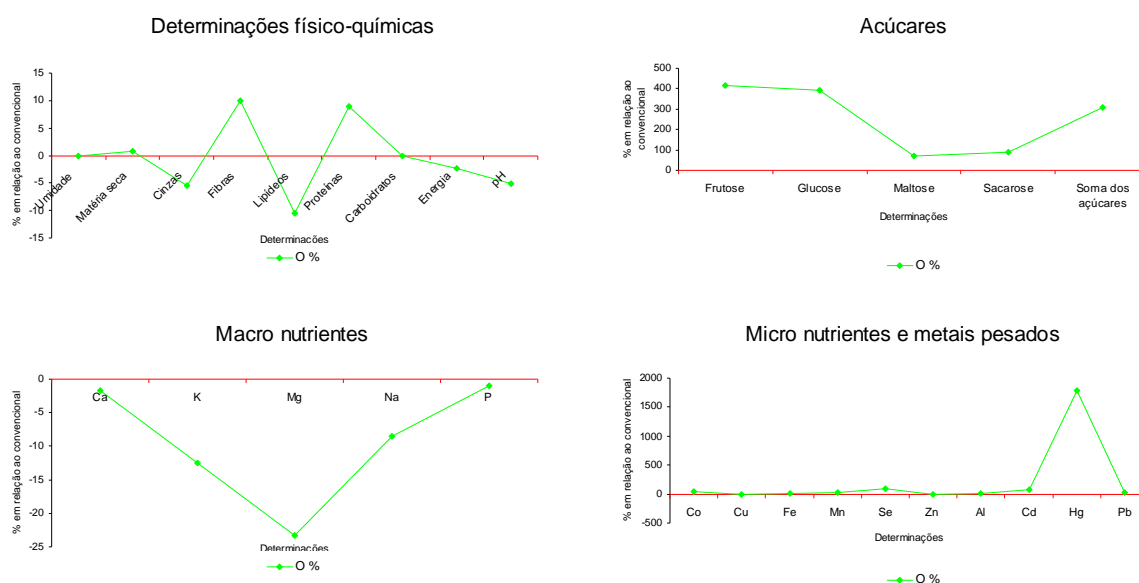 Determinações físico-químicas
% em relação ao convencional
15
10
5
0
-5
-10
-15
Umidade
Matéria seca
Cinzas
Fibras
Lipídeos
Proteínas
Carboidratos
Energia
pH
Determinações
O %
Acúcares
% em relação ao
convencional
500
400
300
200
100
0
Frutose
Glucose
Maltose
Sacarose
Soma dos
açúcares
Determinações
O %
Macro nutrientes
% em relação ao convencional
0
-5
-10
-15
-20
-25
Ca
K
Mg
Na
P
Determinações
O %
Micro nutrientes e metais pesados
% em relação ao convencional
2000
1500
1000
500
0
-500
Co
Cu
Fe
Mn
Se
Zn
Al
Cd
Hg
Pb
Determinações
O %